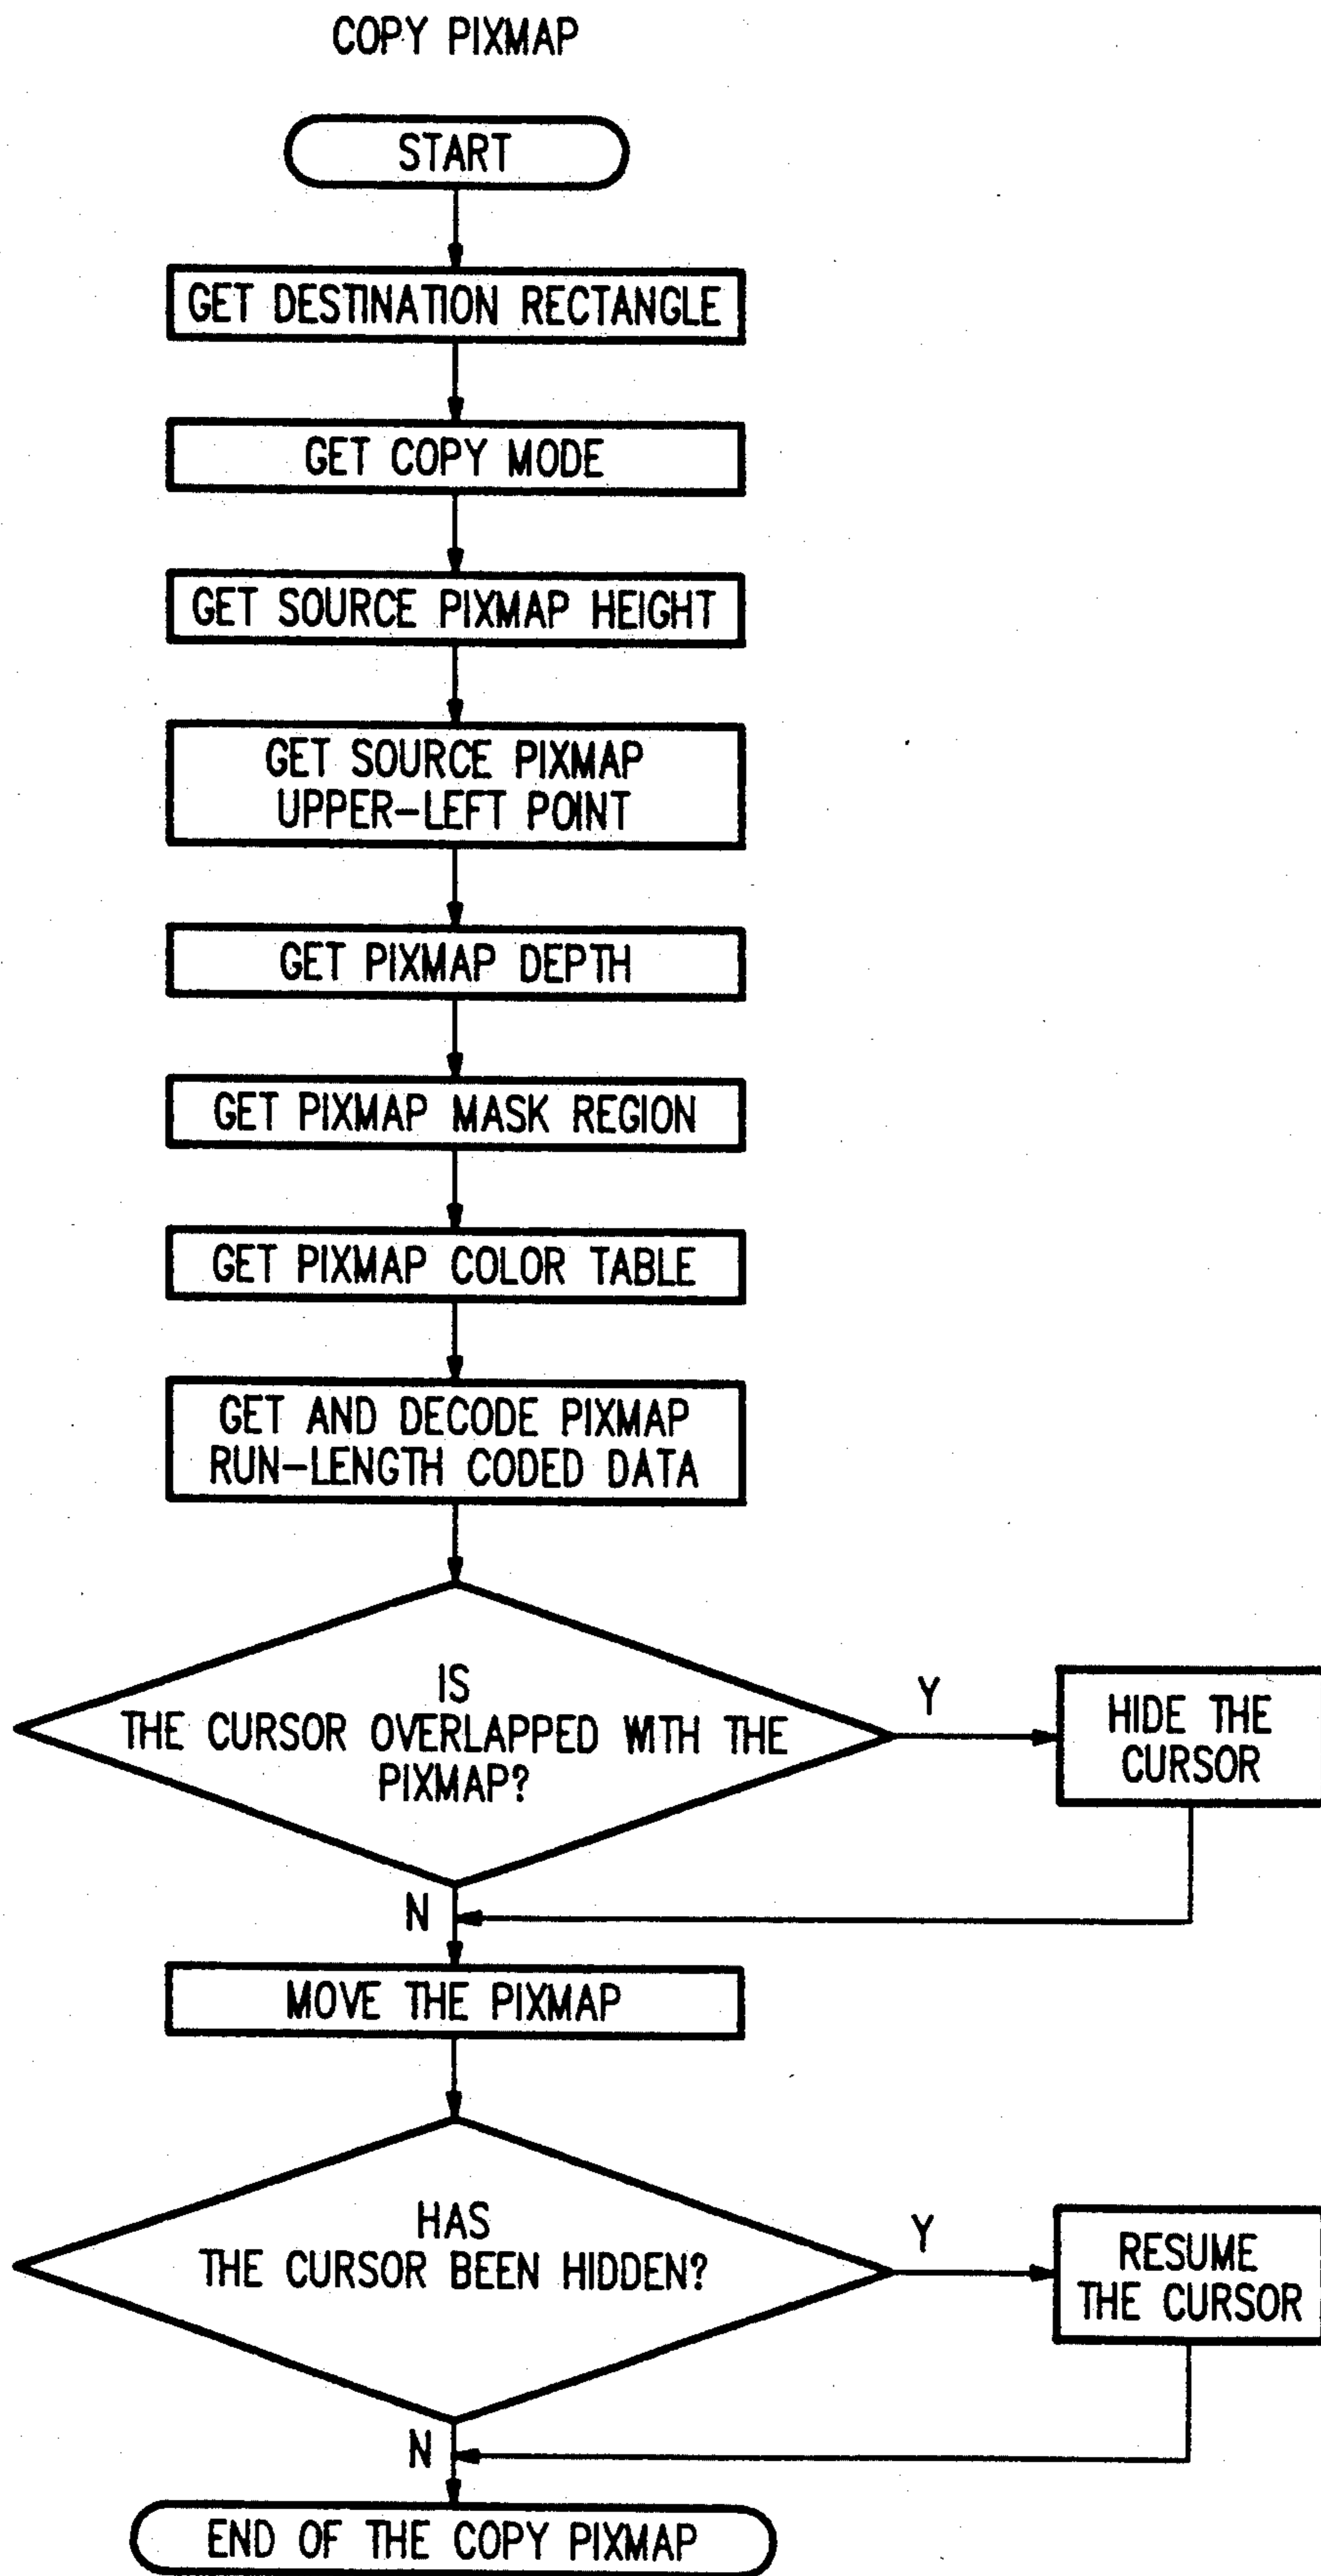 COPY PIXMAP
START
GET DESTINATION RECTANGLE
GET COPY MODE
GET SOURCE PIXMAP HEIGHT
GET SOURCE PIXMAP
UPPER-LEFT POINT
GET PIXMAP DEPTH
GET PIXMAP MASK REGION
GET PIXMAP COLOR TABLE
GET AND DECODE PIXMAP
RUN-LENGTH CODED DATA
IS
THE CURSOR OVERLAPPED WITH THE
PIXMAP?
Y
HIDE THE
CURSOR
N
MOVE THE PIXMAP
HAS
THE CURSOR BEEN HIDDEN?
Y
RESUME
THE CURSOR
N
END OF THE COPY PIXMAP